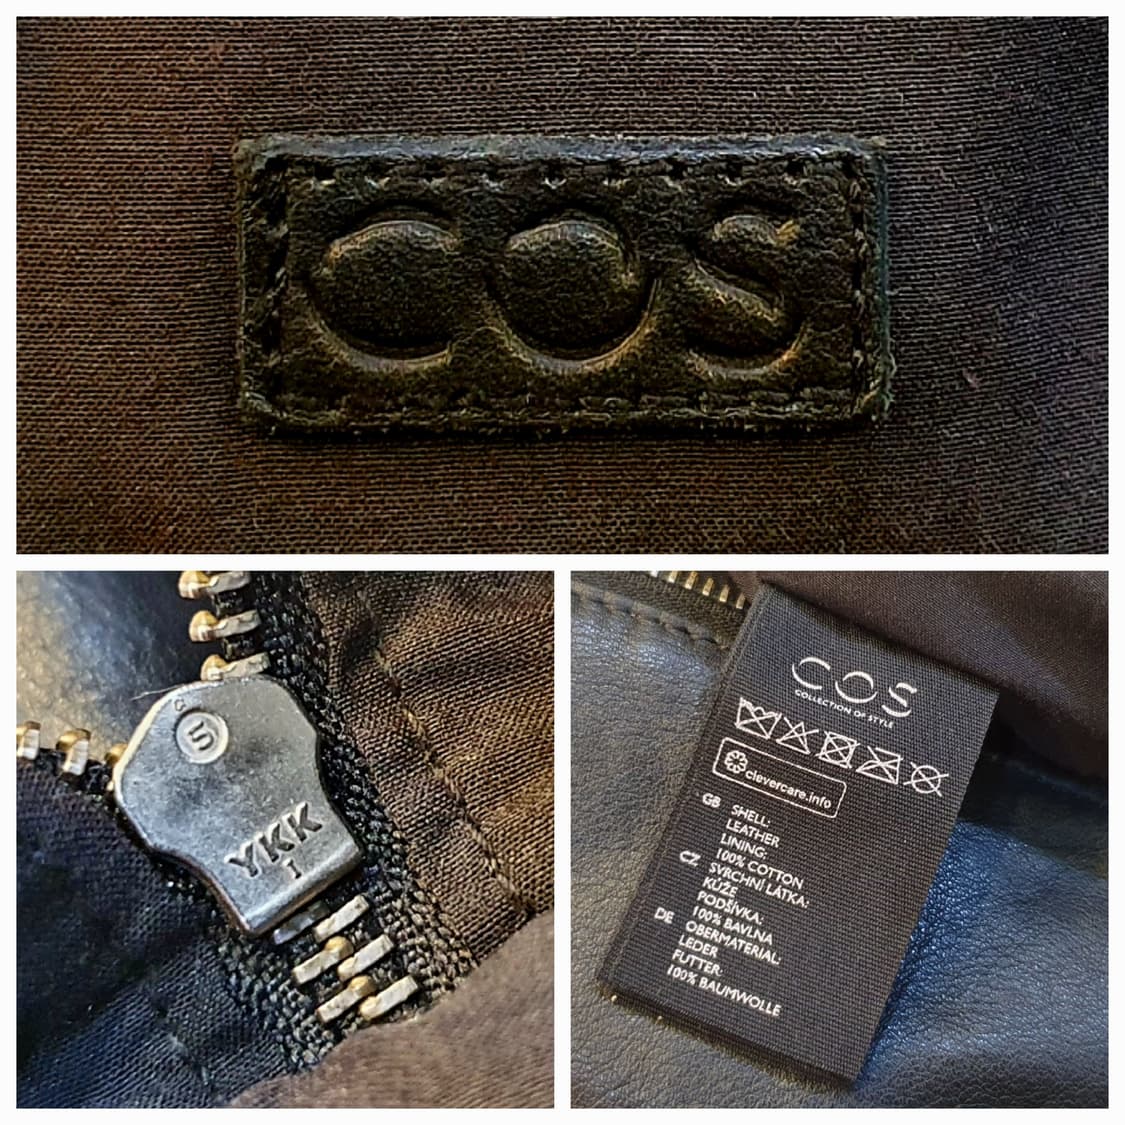 COS
5
YKK
I
COS
COLLECTION OF STYLE
clevercare.info
GB SHELL:
LEATHER
LINING:
100% COTTON
CZ SVRCHNÍ LÁTKA:
KŮŽE
PODŠÍVKA:
100% BAVLNA
DE OBERMATERIAL:
LEDER
FUTTER:
100% BAUMWOLLE